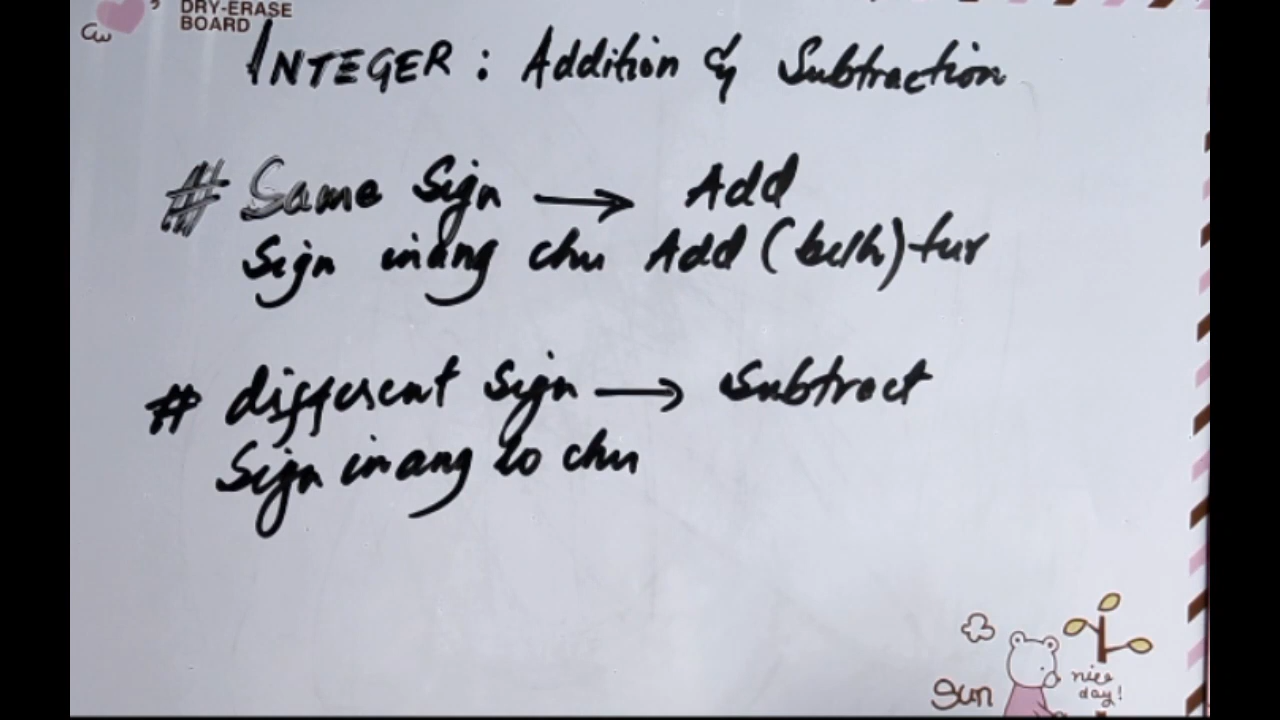 DRY-ERASE
BOARD
INTEGER : Addition & Subtraction
# Same Sign → Add
Sign inang chu Add (belh) tur
# different Sign → Subtract
Sign inang lo chu
nice
day!
sun